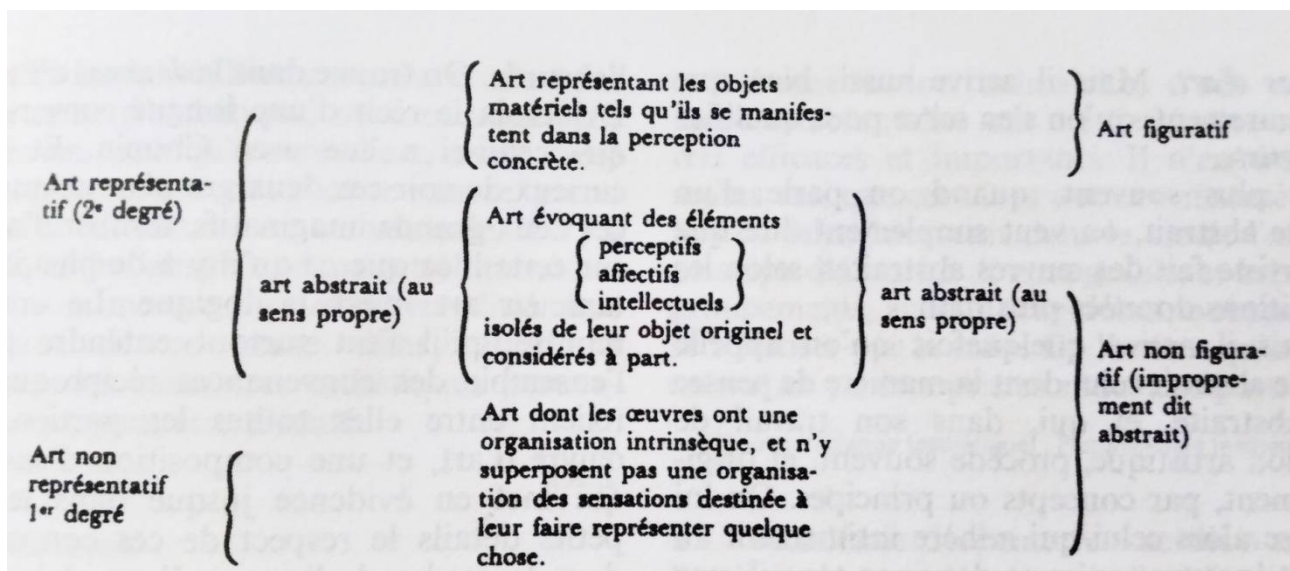 Art représenta-
tif (2e degré)
art abstrait (au
sens propre)
Art non
représentatif
1er degré
Art représentant les objets
matériels tels qu'ils se manifes-
tent dans la perception
concrète.
Art évoquant des éléments
perceptifs
affectifs
intellectuels
isolés de leur objet originel et
considérés à part.
Art dont les œuvres ont une
organisation intrinsèque, et n'y
superposent pas une organisa-
tion des sensations destinée à
leur faire représenter quelque
chose.
Art figuratif
art abstrait (au
sens propre)
Art non figura-
tif (impropre-
ment dit
abstrait)